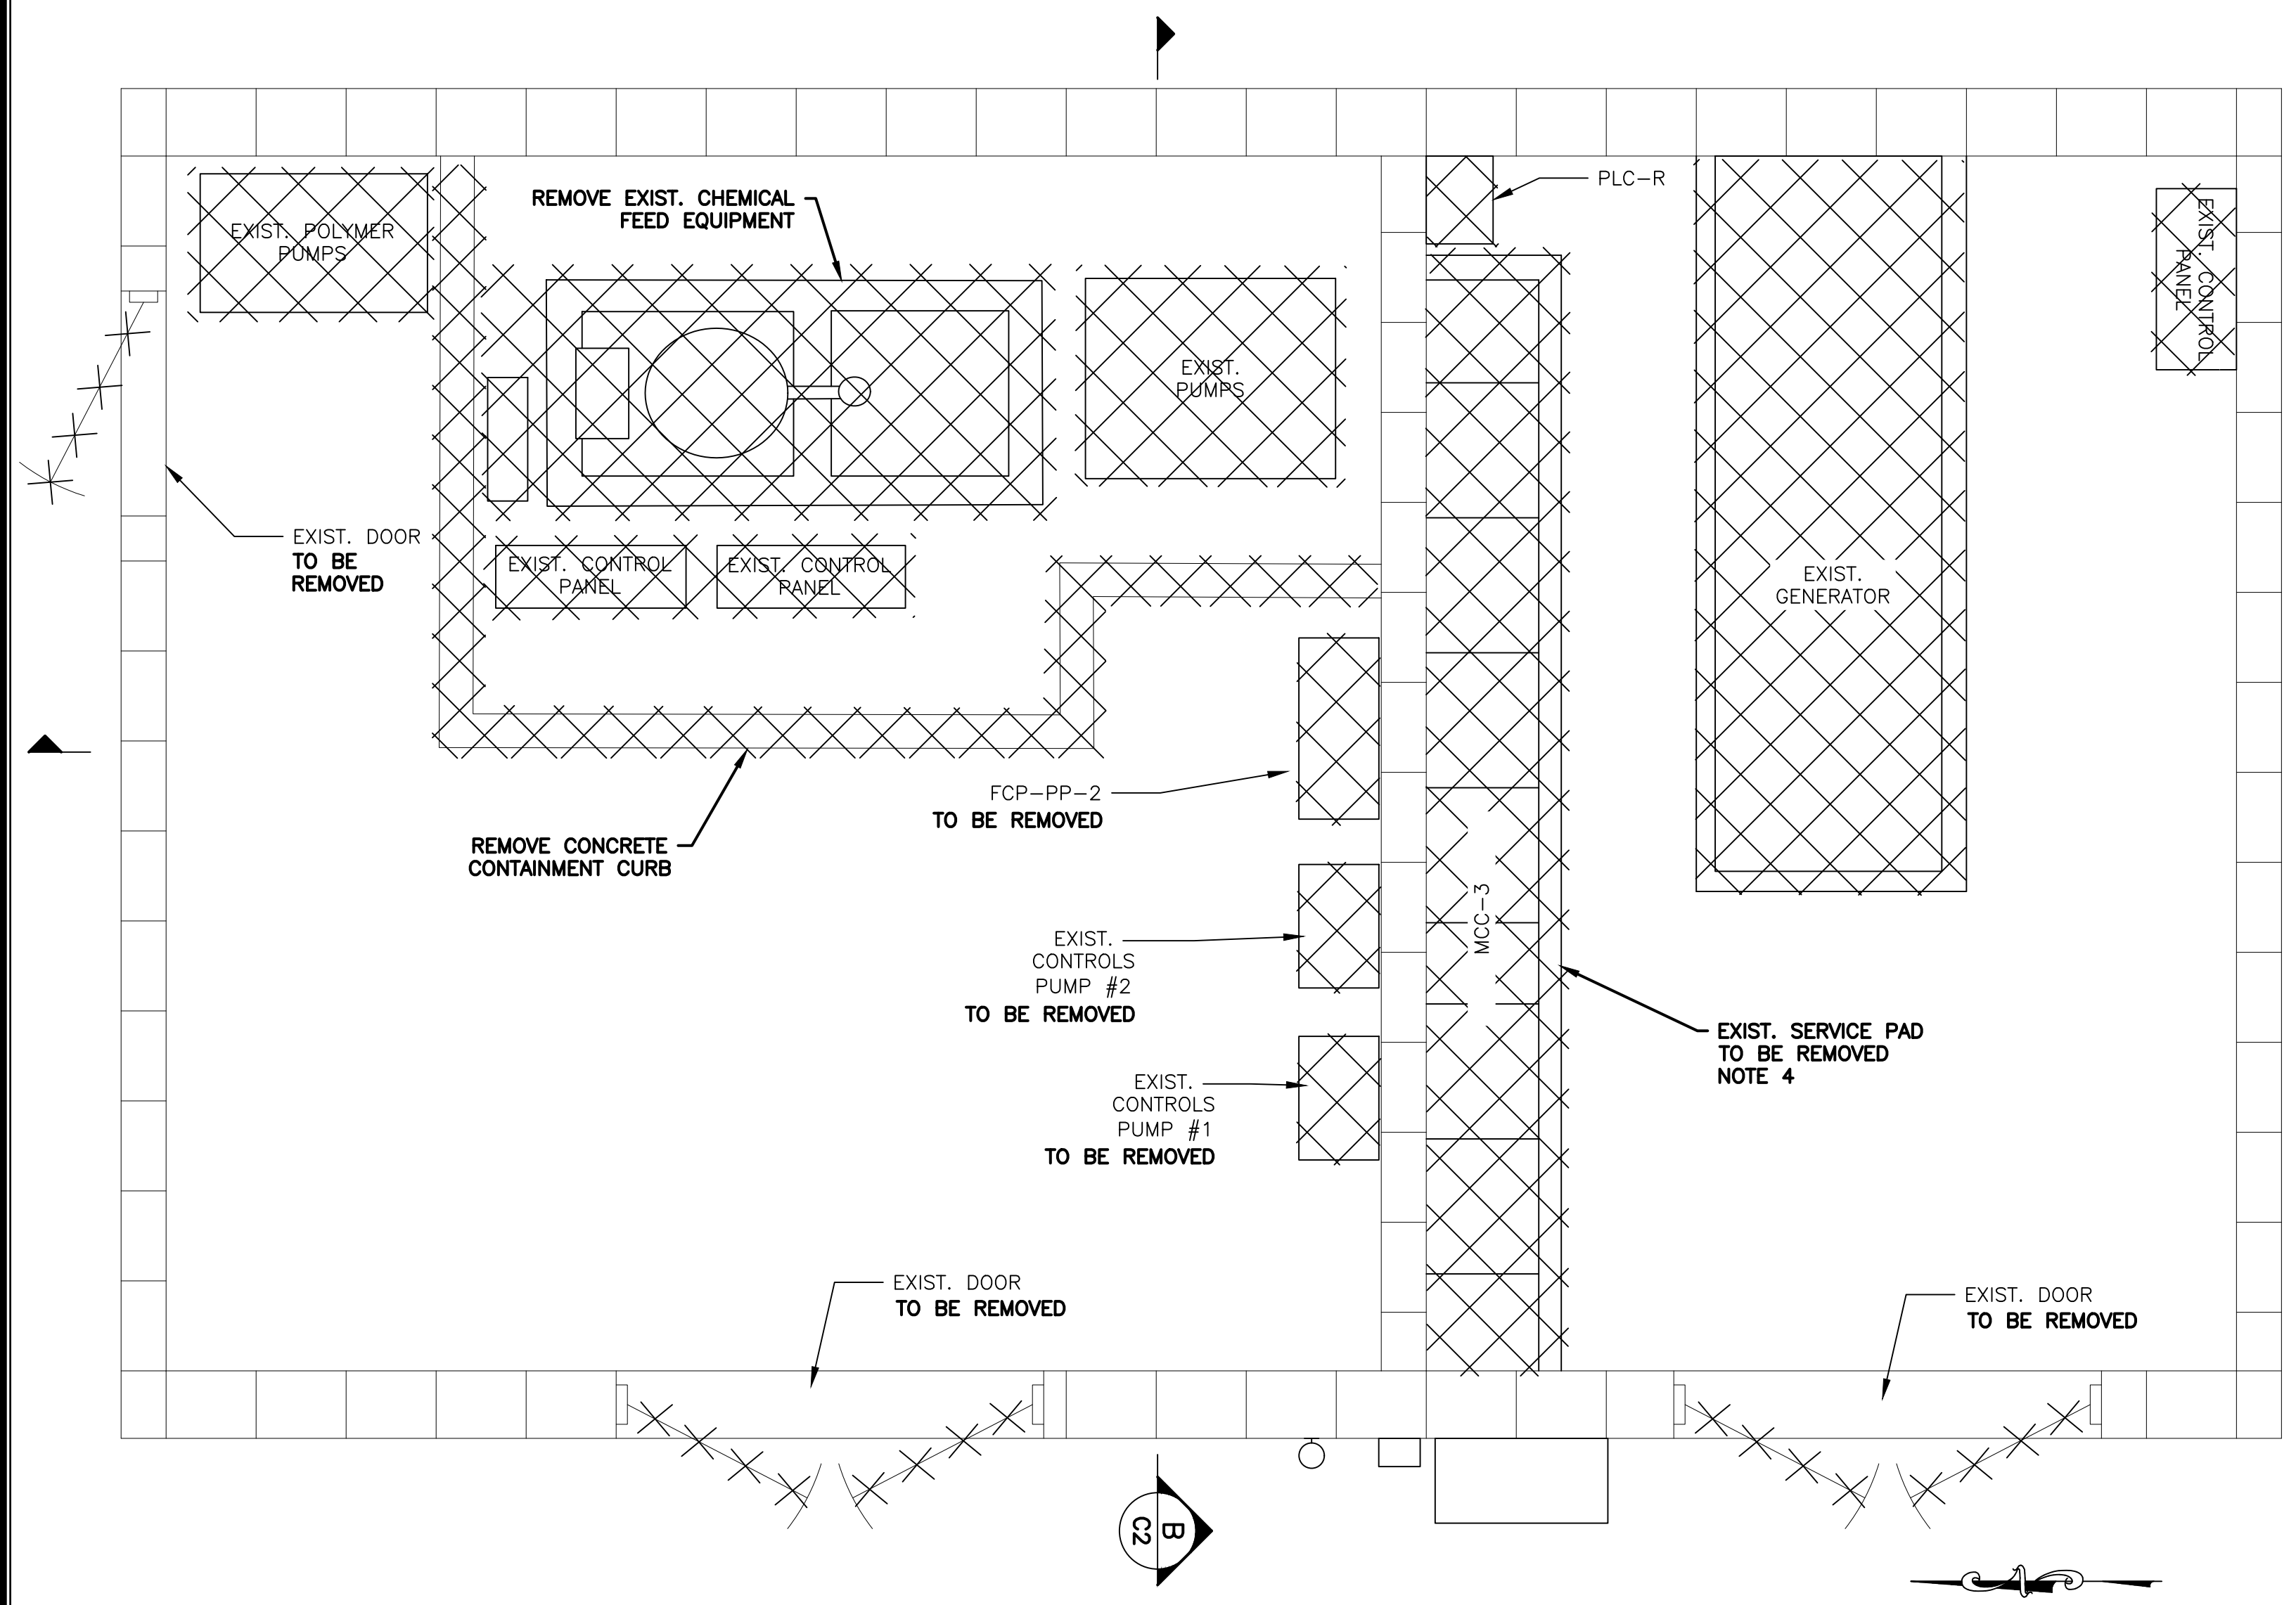 REMOVE EXIST. CHEMICAL
FEED EQUIPMENT
PLC-R
EXIST. POLYMER
PUMPS
EXIST. CONTROL
PANEL
EXIST.
PUMPS
EXIST. DOOR
TO BE
REMOVED
EXIST. CONTROL
PANEL
EXIST. CONTROL
PANEL
EXIST.
GENERATOR
FCP-PP-2
TO BE REMOVED
REMOVE CONCRETE
CONTAINMENT CURB
MCC-3
EXIST.
CONTROLS
PUMP #2
TO BE REMOVED
EXIST. SERVICE PAD
TO BE REMOVED
NOTE 4
EXIST.
CONTROLS
PUMP #1
TO BE REMOVED
EXIST. DOOR
TO BE REMOVED
EXIST. DOOR
TO BE REMOVED
B
C2
N